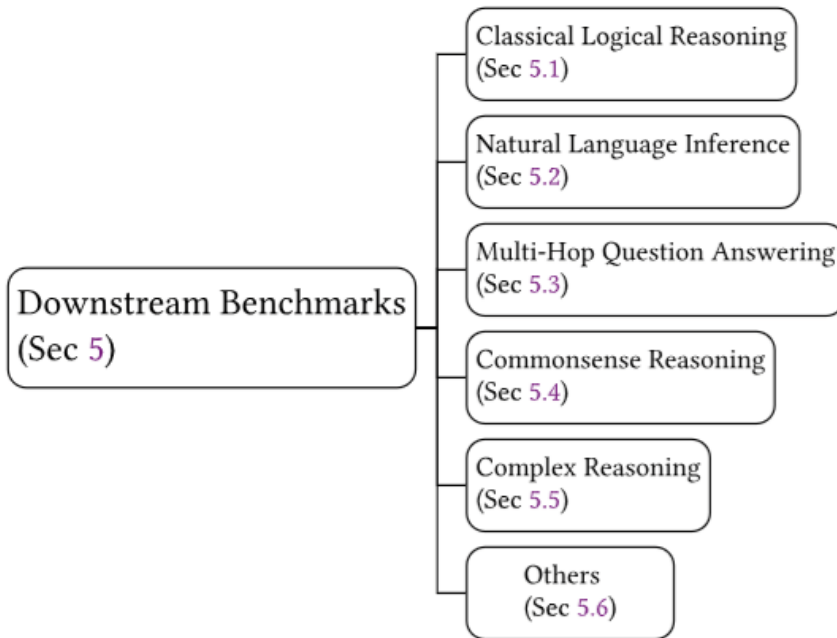 Classical Logical Reasoning
(Sec 5.1)
Natural Language Inference
(Sec 5.2)
Multi-Hop Question Answering
(Sec 5.3)
Downstream Benchmarks
(Sec 5)
Commonsense Reasoning
(Sec 5.4)
Complex Reasoning
(Sec 5.5)
Others
(Sec 5.6)